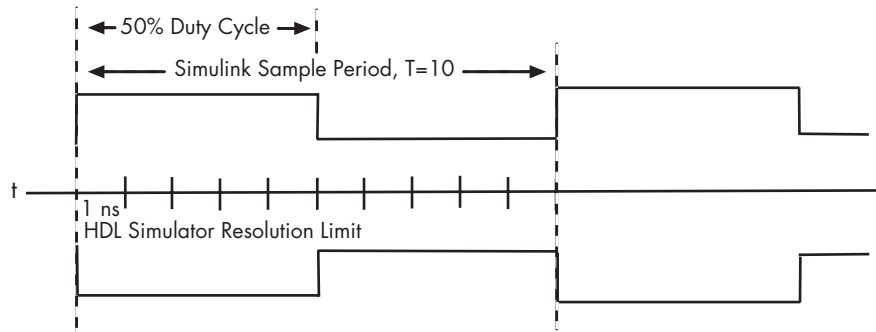 50% Duty Cycle
Simulink Sample Period, T=10
t
1 ns
HDL Simulator Resolution Limit